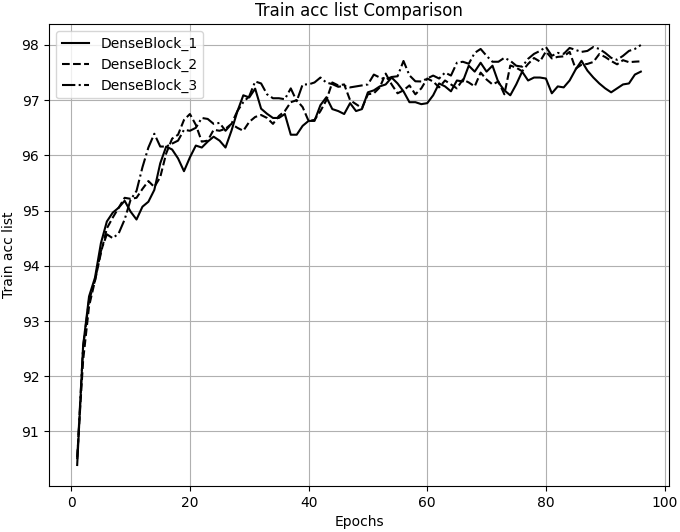 Train acc list Comparison
DenseBlock_1
DenseBlock_2
DenseBlock_3
98
97
96
95
94
93
92
91
Train acc list
0 20 40 60 80 100
Epochs